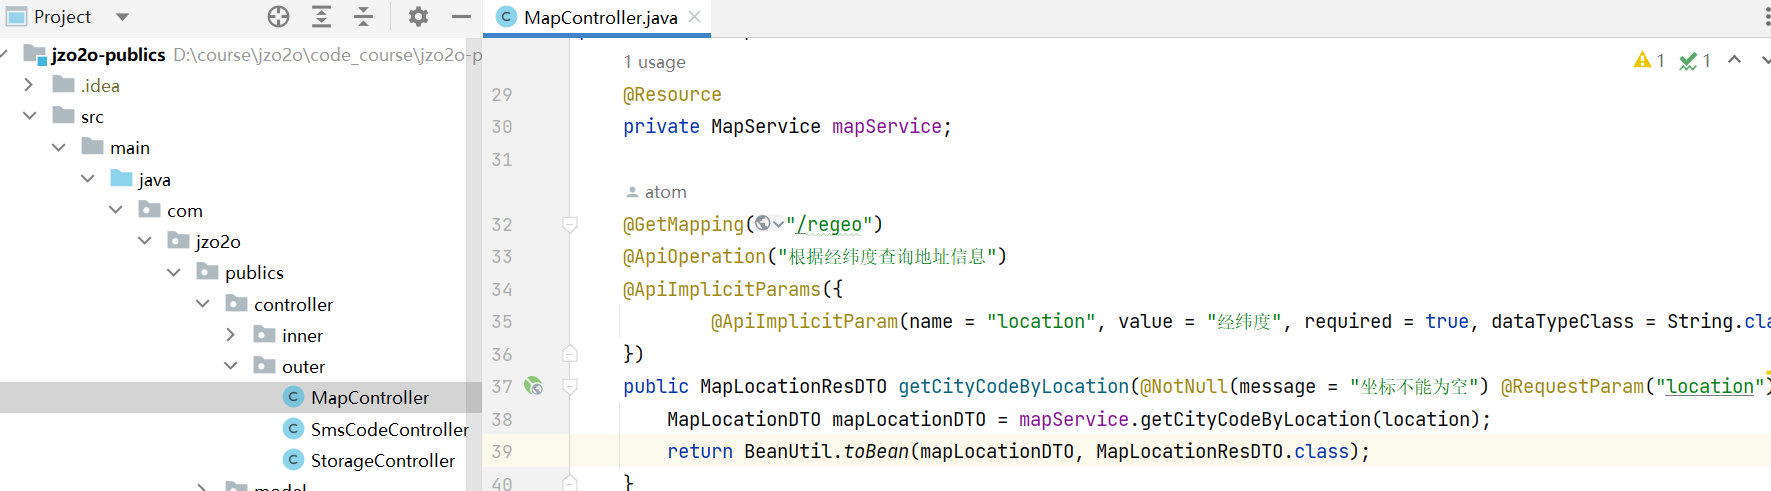 Project
jzo2o-publics D:\course\jzo2o\code_course\jzo2o-p
.idea
src
main
java
com
jzo2o
publics
controller
inner
outer
MapController
SmsCodeController
StorageController
model
MapController.java
1 usage
1 1
29 @Resource
30 private MapService mapService;
31
atom
32 @GetMapping("/regeo")
33 @ApiOperation("根据经纬度查询地址信息")
34 @ApiImplicitParams({
35 @ApiImplicitParam(name = "location", value = "经纬度", required = true, dataTypeClass = String.cla
36 })
37 public MapLocationResDTO getCityCodeByLocation(@NotNull(message = "坐标不能为空") @RequestParam("location")
38 MapLocationDTO mapLocationDTO = mapService.getCityCodeByLocation(location);
39 return BeanUtil.toBean(mapLocationDTO, MapLocationResDTO.class);
40 }